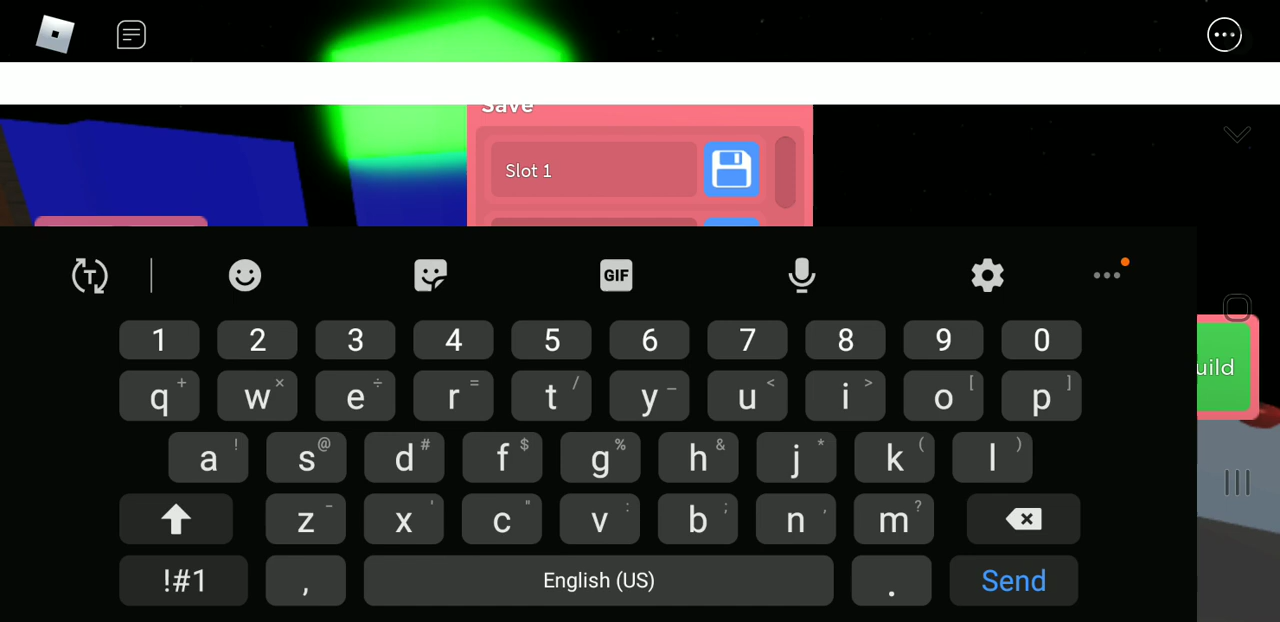 Save
Slot 1
GIF
1 2 3 4 5 6 7 8 9 0
q + w × e ÷ r = t / y _ u < i > o [ p ]
a ! s @ d # f $ g % h & j * k ( l )
uild
z - x ' c " v : b ; n , m ?
!#1 , English (US) . Send